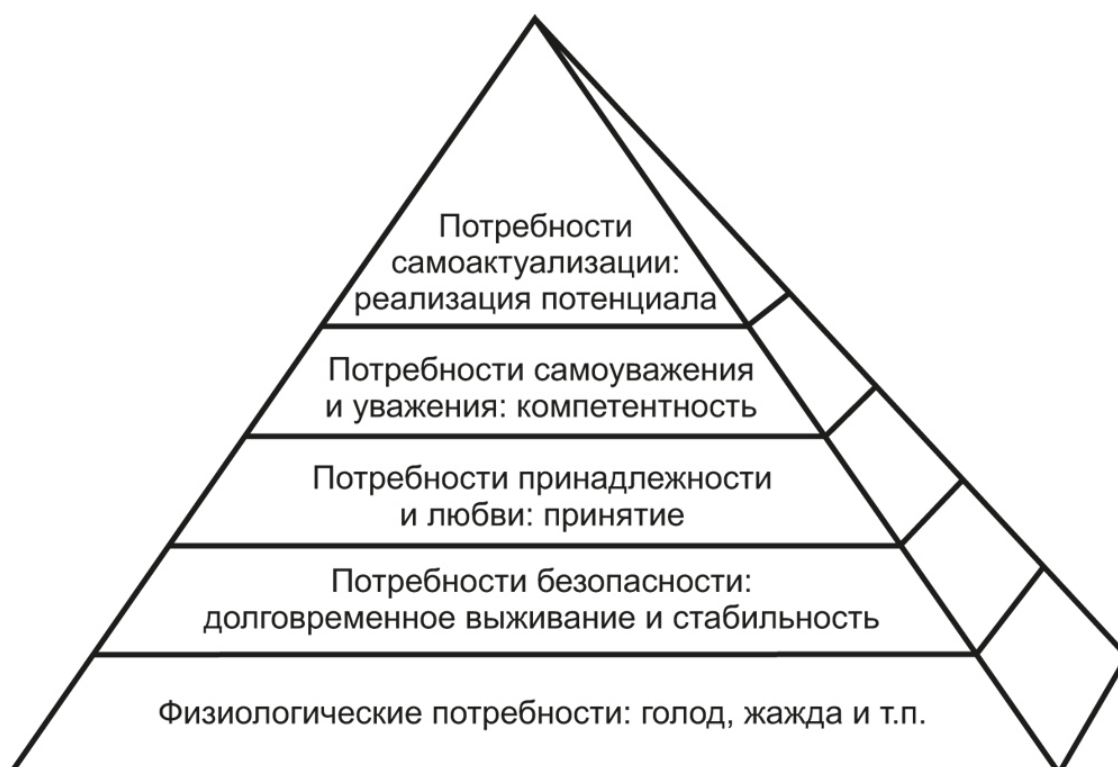 Потребности
самоактуализации:
реализация потенциала
Потребности самоуважения
и уважения: компетентность
Потребности принадлежности
и любви: принятие
Потребности безопасности:
долговременное выживание и стабильность
Физиологические потребности: голод, жажда и т.п.